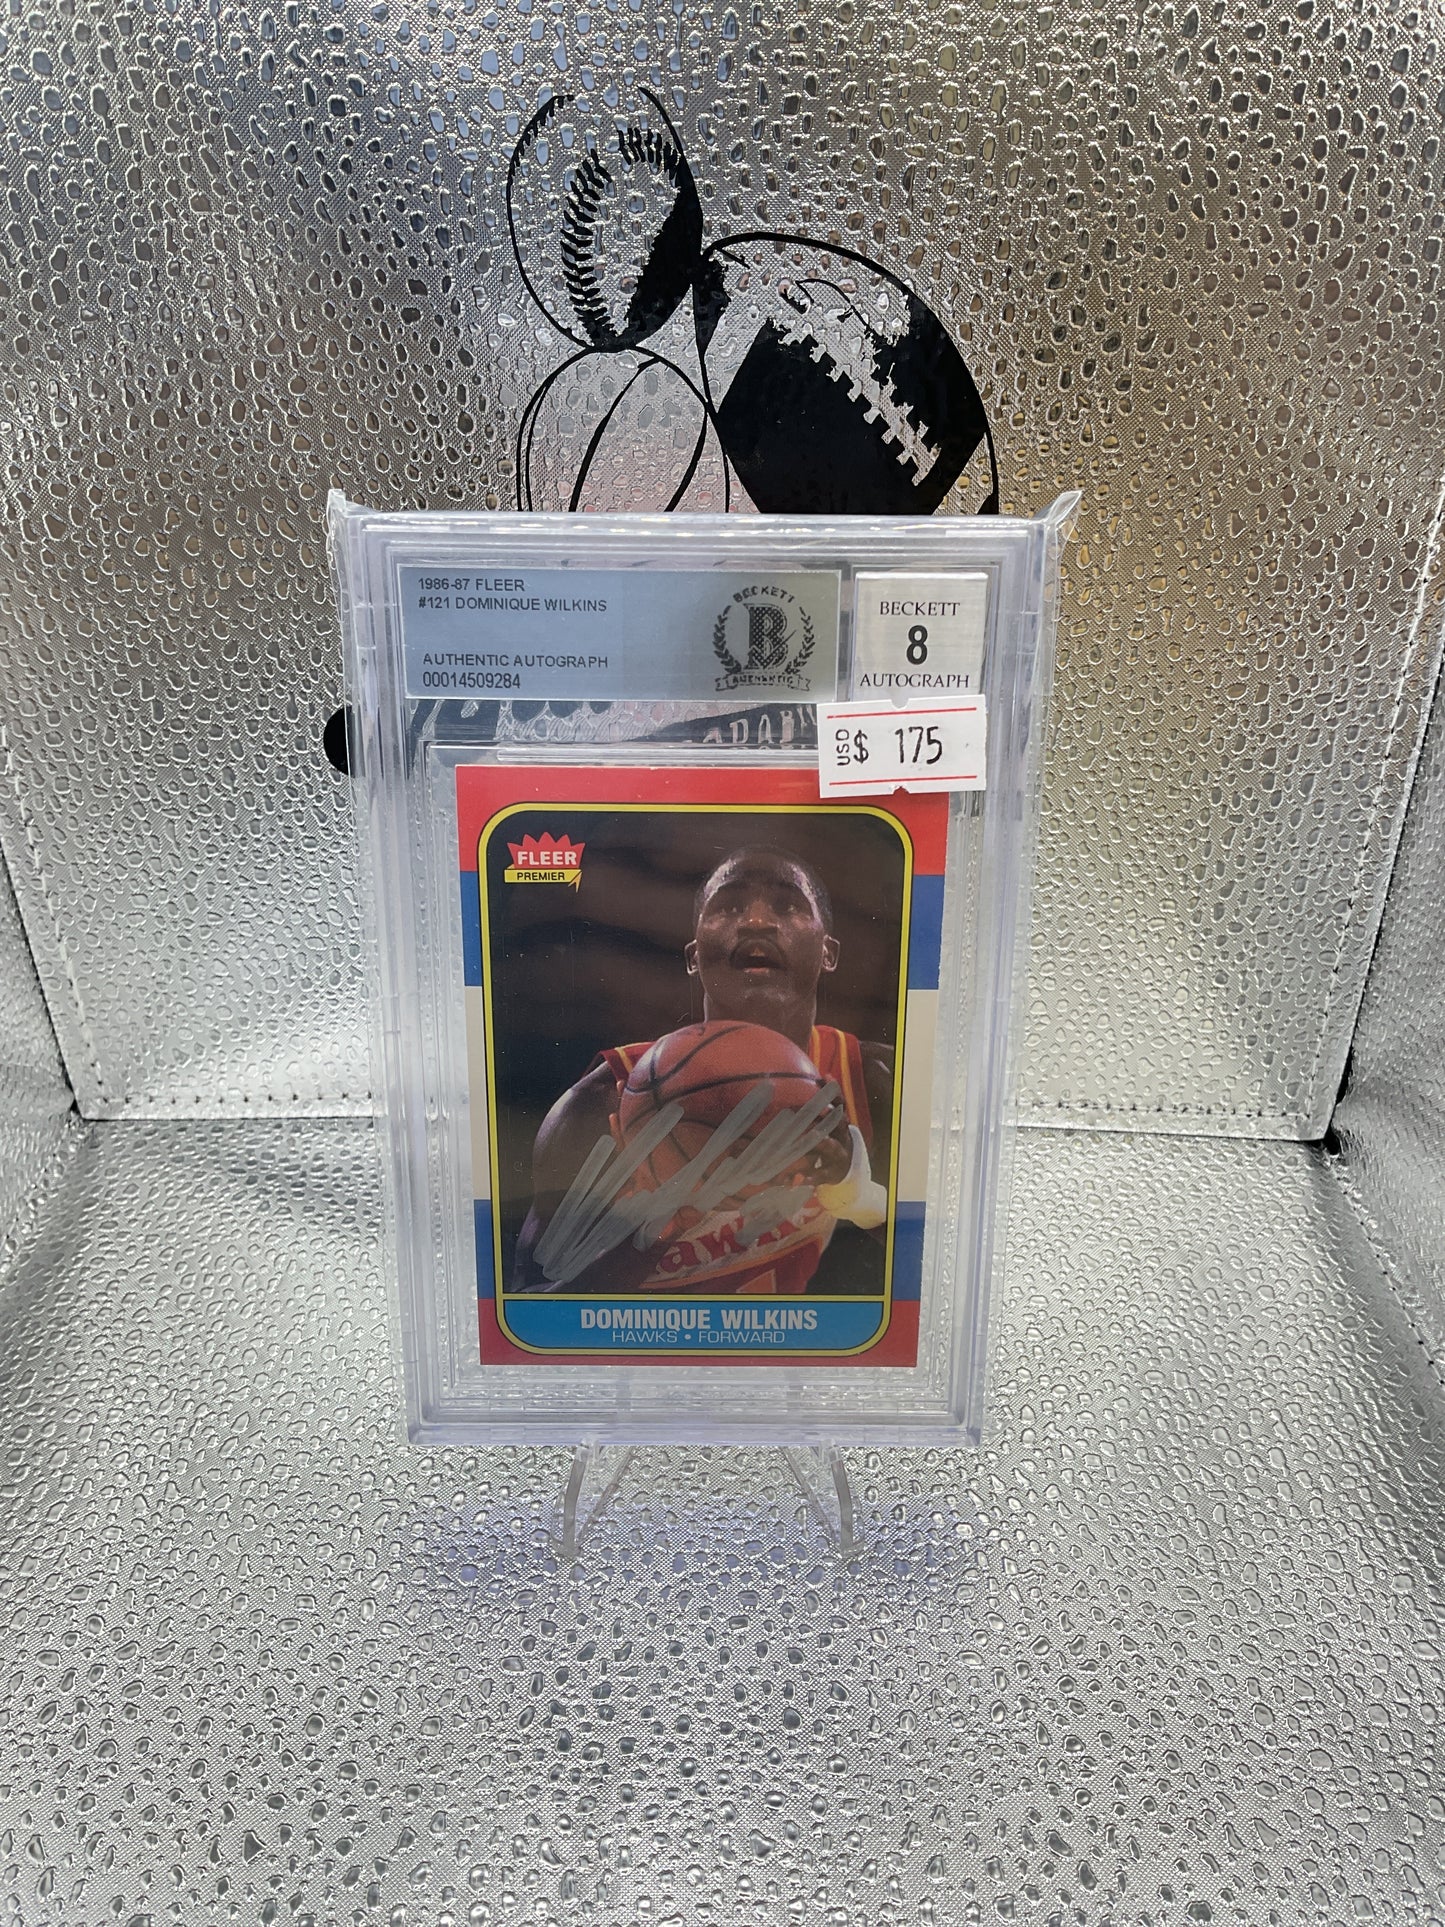 1986-87 FLEER
#121 DOMINIQUE WILKINS
AUTHENTIC AUTOGRAPH
00014509284
BECKETT
B
AUTHENTIC
BECKETT
8
AUTOGRAPH
USD $ 175
FLEER
PREMIER
awks
DOMINIQUE WILKINS
HAWKS • FORWARD